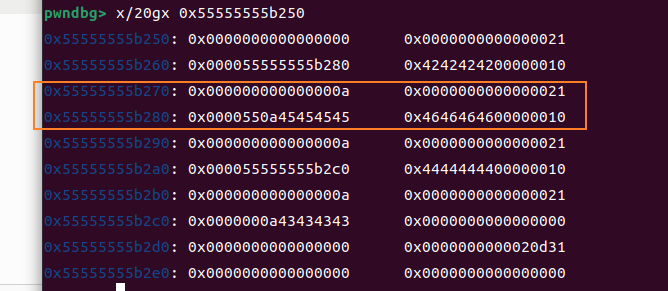 pwndbg> x/20gx 0x55555555b250
0x55555555b250: 0x0000000000000000 0x0000000000000021
0x55555555b260: 0x000055555555b280 0x4242424200000010
0x55555555b270: 0x000000000000000a 0x0000000000000021
0x55555555b280: 0x0000550a45454545 0x4646464600000010
0x55555555b290: 0x000000000000000a 0x0000000000000021
0x55555555b2a0: 0x000055555555b2c0 0x4444444400000010
0x55555555b2b0: 0x000000000000000a 0x0000000000000021
0x55555555b2c0: 0x0000000a43434343 0x0000000000000000
0x55555555b2d0: 0x0000000000000000 0x0000000000020d31
0x55555555b2e0: 0x0000000000000000 0x0000000000000000